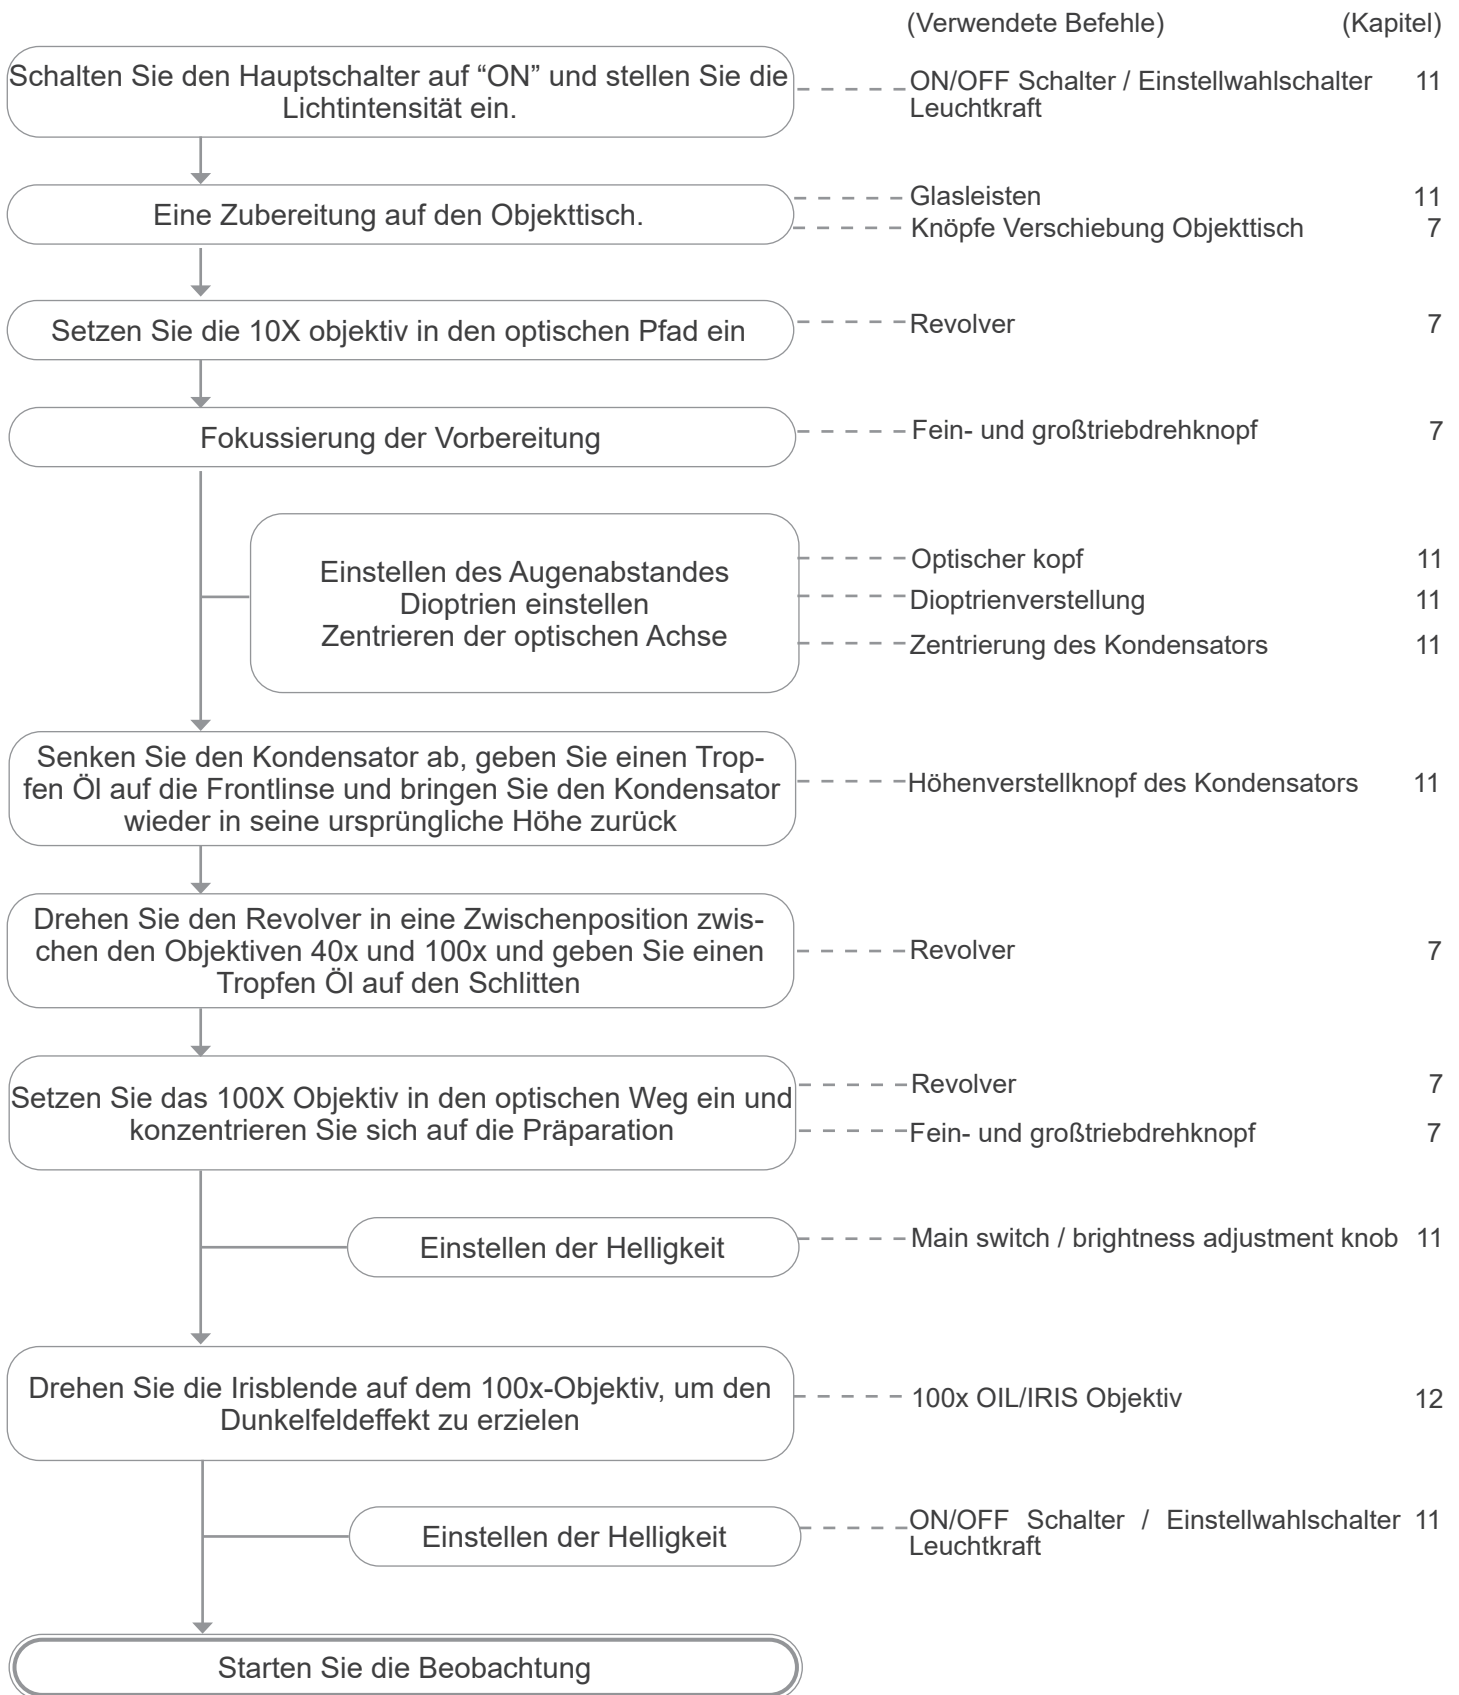 (Verwendete Befehle) (Kapitel)
Schalten Sie den Hauptschalter auf “ON” und stellen Sie die
Lichtintensität ein.
ON/OFF Schalter / Einstellwahlschalter 11
Leuchtkraft
Eine Zubereitung auf den Objekttisch.
Glasleisten 11
Knöpfe Verschiebung Objekttisch 7
Setzen Sie die 10X objektiv in den optischen Pfad ein
Revolver 7
Fokussierung der Vorbereitung
Fein- und großtriebdrehknopf 7
Einstellen des Augenabstandes
Dioptrien einstellen
Zentrieren der optischen Achse
Optischer kopf 11
Dioptrienverstellung 11
Zentrierung des Kondensators 11
Senken Sie den Kondensator ab, geben Sie einen Trop-
fen Öl auf die Frontlinse und bringen Sie den Kondensator
wieder in seine ursprüngliche Höhe zurück
Höhenverstellknopf des Kondensators 11
Drehen Sie den Revolver in eine Zwischenposition zwis-
chen den Objektiven 40x und 100x und geben Sie einen
Tropfen Öl auf den Schlitten
Revolver 7
Setzen Sie das 100X Objektiv in den optischen Weg ein und
konzentrieren Sie sich auf die Präparation
Revolver 7
Fein- und großtriebdrehknopf 7
Einstellen der Helligkeit
Main switch / brightness adjustment knob 11
Drehen Sie die Irisblende auf dem 100x-Objektiv, um den
Dunkelfeldeffekt zu erzielen
100x OIL/IRIS Objektiv 12
Einstellen der Helligkeit
ON/OFF Schalter / Einstellwahlschalter 11
Leuchtkraft
Starten Sie die Beobachtung